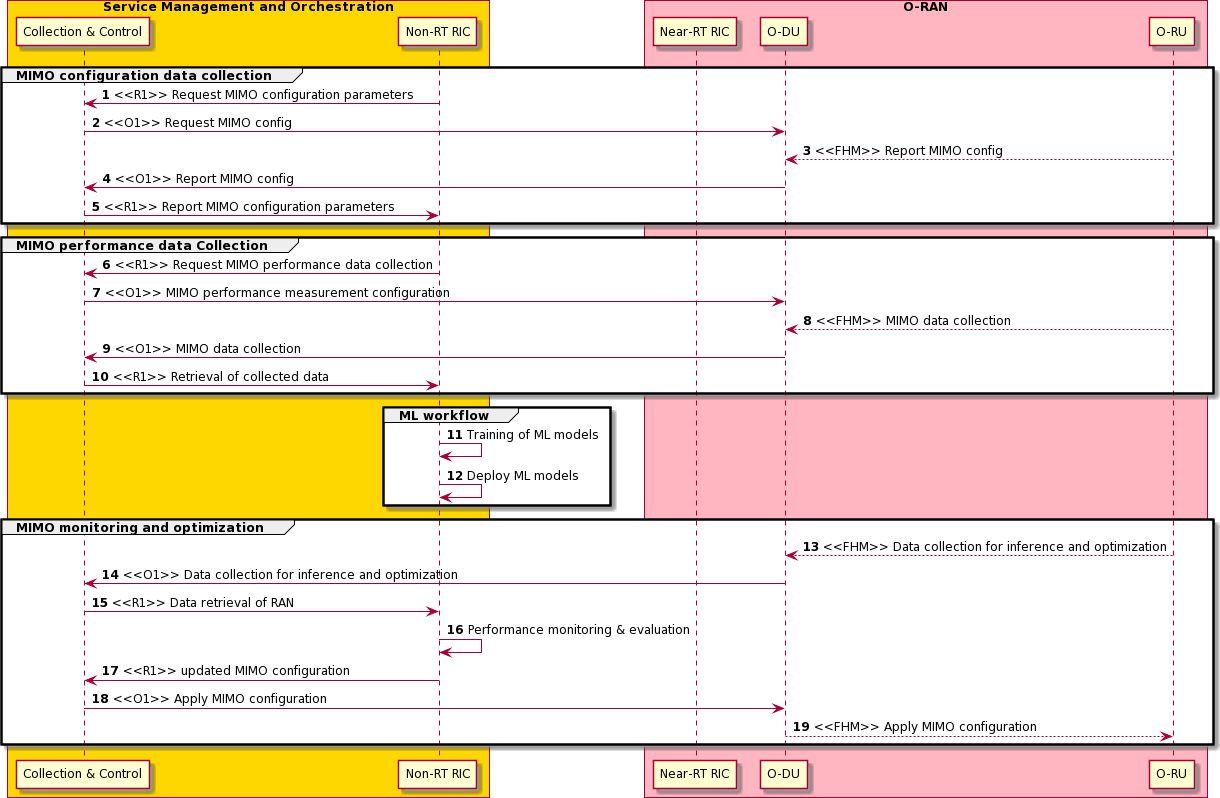 Service Management and Orchestration
O-RAN
Collection & Control
Non-RT RIC
Near-RT RIC
O-DU
O-RU
MIMO configuration data collection
1 <<R1>> Request MIMO configuration parameters
2 <<O1>> Request MIMO config
3 <<FHM>> Report MIMO config
4 <<O1>> Report MIMO config
5 <<R1>> Report MIMO configuration parameters
MIMO performance data Collection
6 <<R1>> Request MIMO performance data collection
7 <<O1>> MIMO performance measurement configuration
8 <<FHM>> MIMO data collection
9 <<O1>> MIMO data collection
10 <<R1>> Retrieval of collected data
ML workflow
11 Training of ML models
12 Deploy ML models
MIMO monitoring and optimization
13 <<FHM>> Data collection for inference and optimization
14 <<O1>> Data collection for inference and optimization
15 <<R1>> Data retrieval of RAN
16 Performance monitoring & evaluation
17 <<R1>> updated MIMO configuration
18 <<O1>> Apply MIMO configuration
19 <<FHM>> Apply MIMO configuration
Collection & Control
Non-RT RIC
Near-RT RIC
O-DU
O-RU